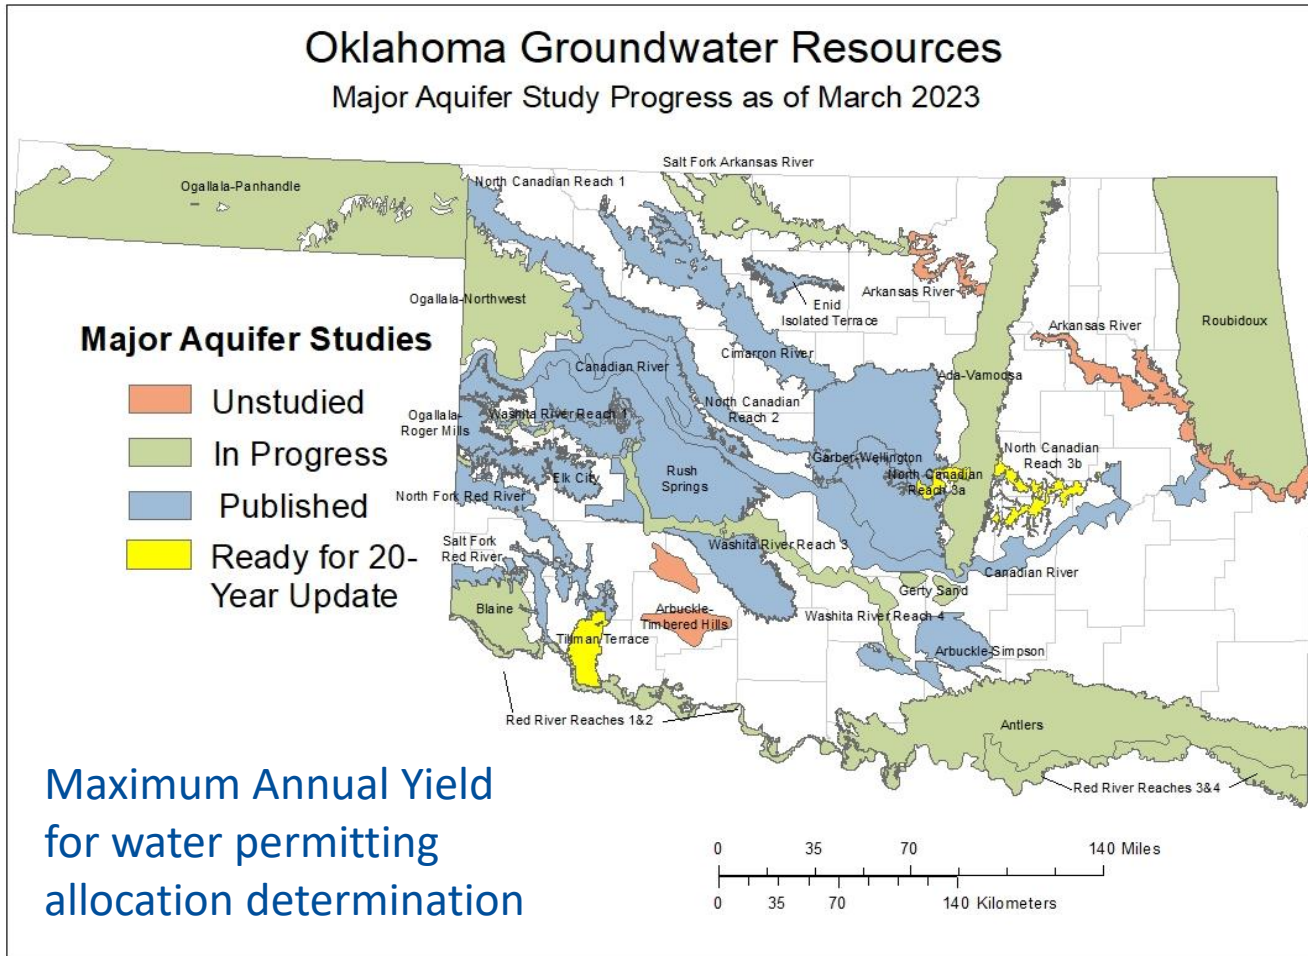 Oklahoma Groundwater Resources
Major Aquifer Study Progress as of March 2023
Salt Fork Arkansas River
Ogallala-Panhandle
North Canadian Reach 1
Arkansas River
Ogallala-Northwest
Enid
Isolated Terrace
Arkansas River
Roubidoux
Major Aquifer Studies
Unstudied
In Progress
Published
Ready for 20-
Year Update
Cimarron River
Canadian River
Ada-Vamoosa
North Canadian
Reach 2
Ogallala-
Roger Mills
Washita River Reach 1
Garber-Wellington
North Canadian
Reach 3b
North Canadian
Reach 3a
Rush
Springs
Elk City
North Fork Red River
Salt Fork
Red River
Washita River Reach 3
Canadian River
Gerty Sand
Blaine
Arbuckle-
Timbered Hills
Washita River Reach 4
Tillman Terrace
Arbuckle-Simpson
Red River Reaches 1&2
Antlers
Red River Reaches 3&4
Maximum Annual Yield
for water permitting
allocation determination
0 35 70 140 Miles
0 35 70 140 Kilometers